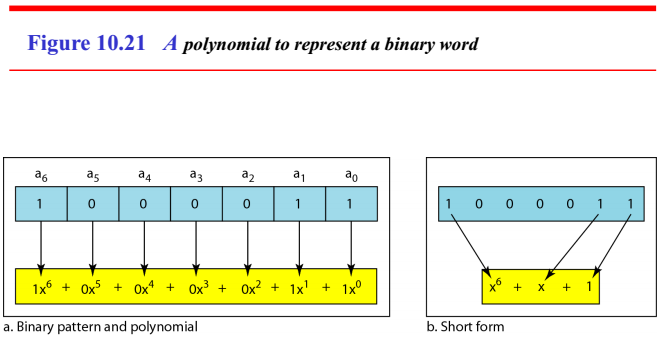 Figure 10.21 A polynomial to represent a binary word
a₆ a₅ a₄ a₃ a₂ a₁ a₀
1 0 0 0 0 1 1
1x⁶ + 0x⁵ + 0x⁴ + 0x³ + 0x² + 1x¹ + 1x⁰
a. Binary pattern and polynomial
1 0 0 0 0 1 1
x⁶ + x + 1
b. Short form